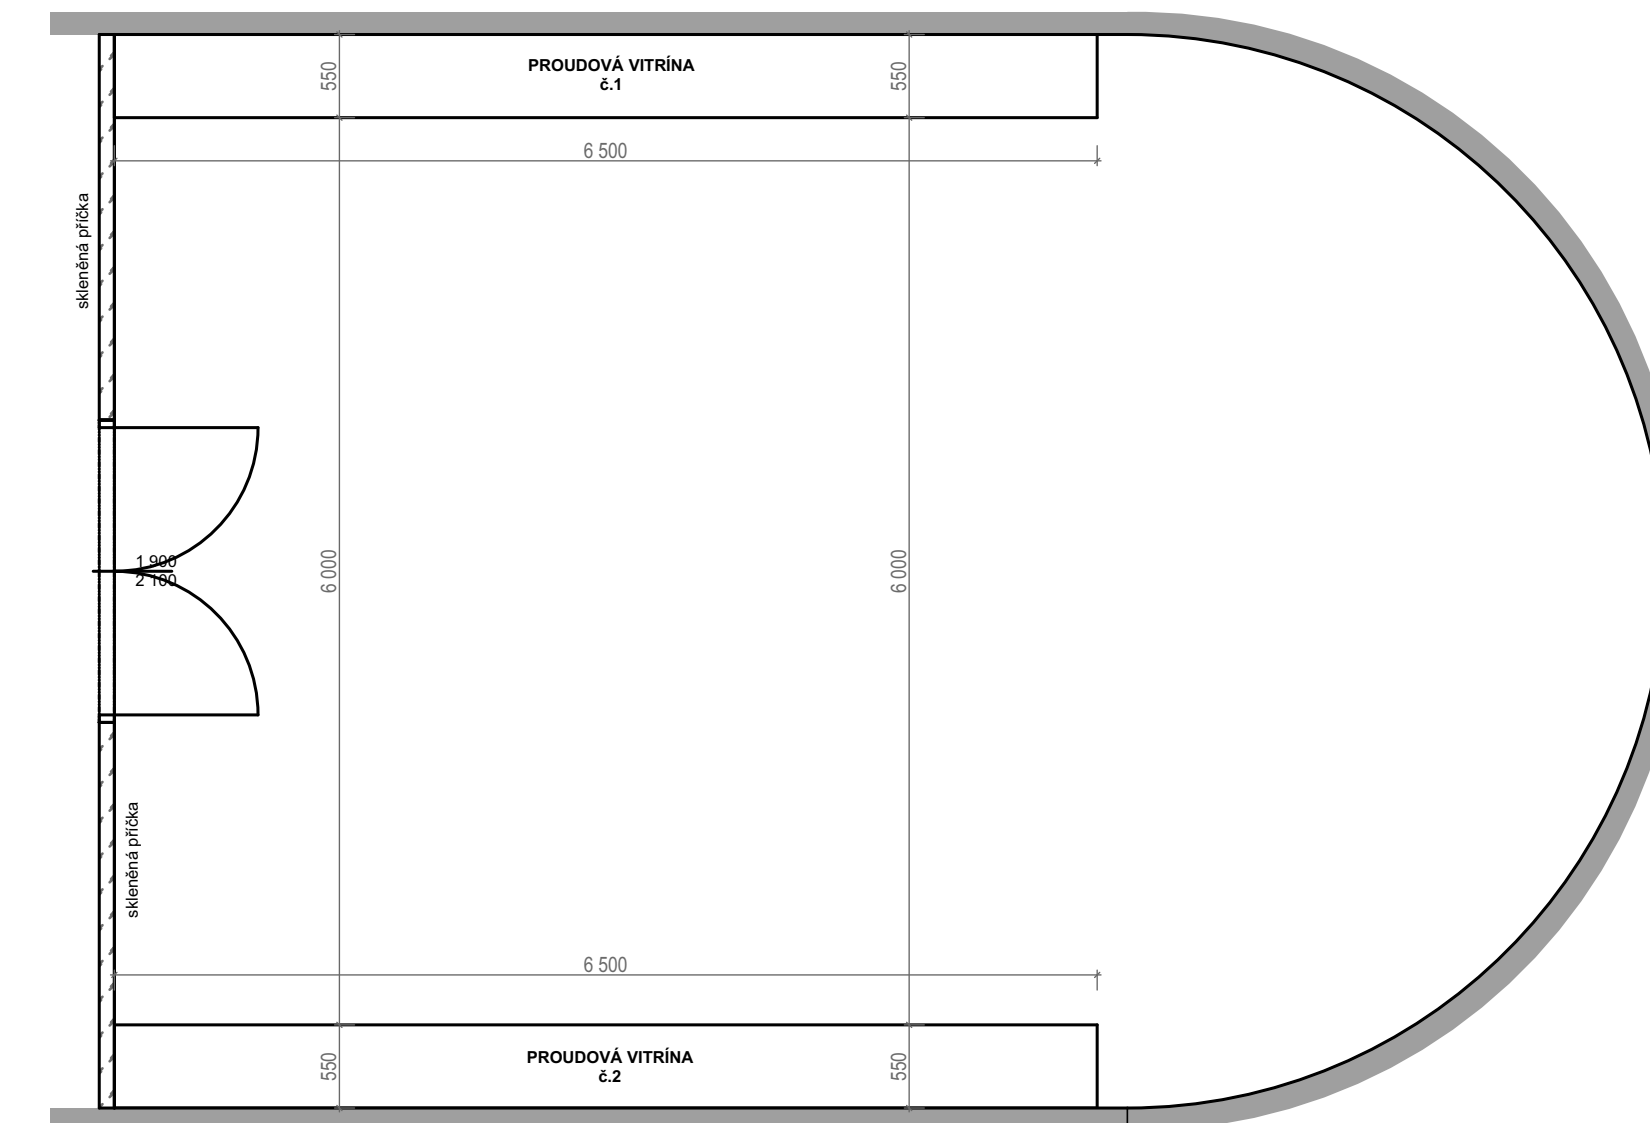 550
PROUDOVÁ VITRÍNA
č.1
550
6 500
skleněná příčka
1 900
2 100
6 000
6 000
skleněná příčka
6 500
550
PROUDOVÁ VITRÍNA
č.2
550